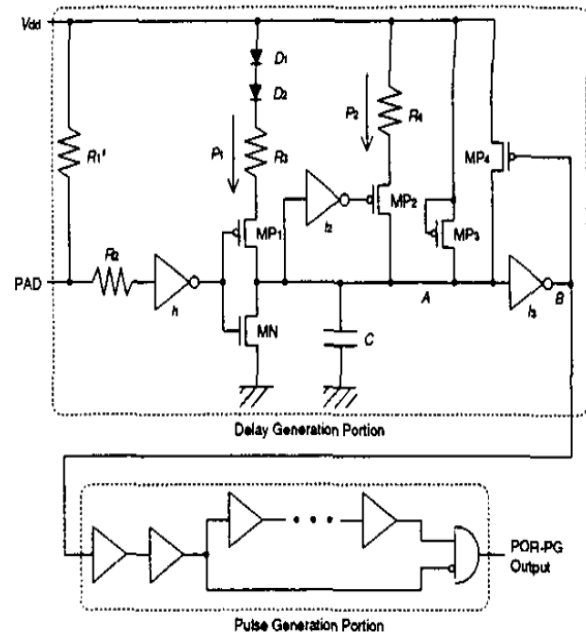 Vdd
D1
D2
R1'
P1
R3
P2
R4
MP4
MP1
I2
MP2
MP3
PAD
R2
I1
MN
C
A
I3
B
Delay Generation Portion
POR-PG
Output
Pulse Generation Portion